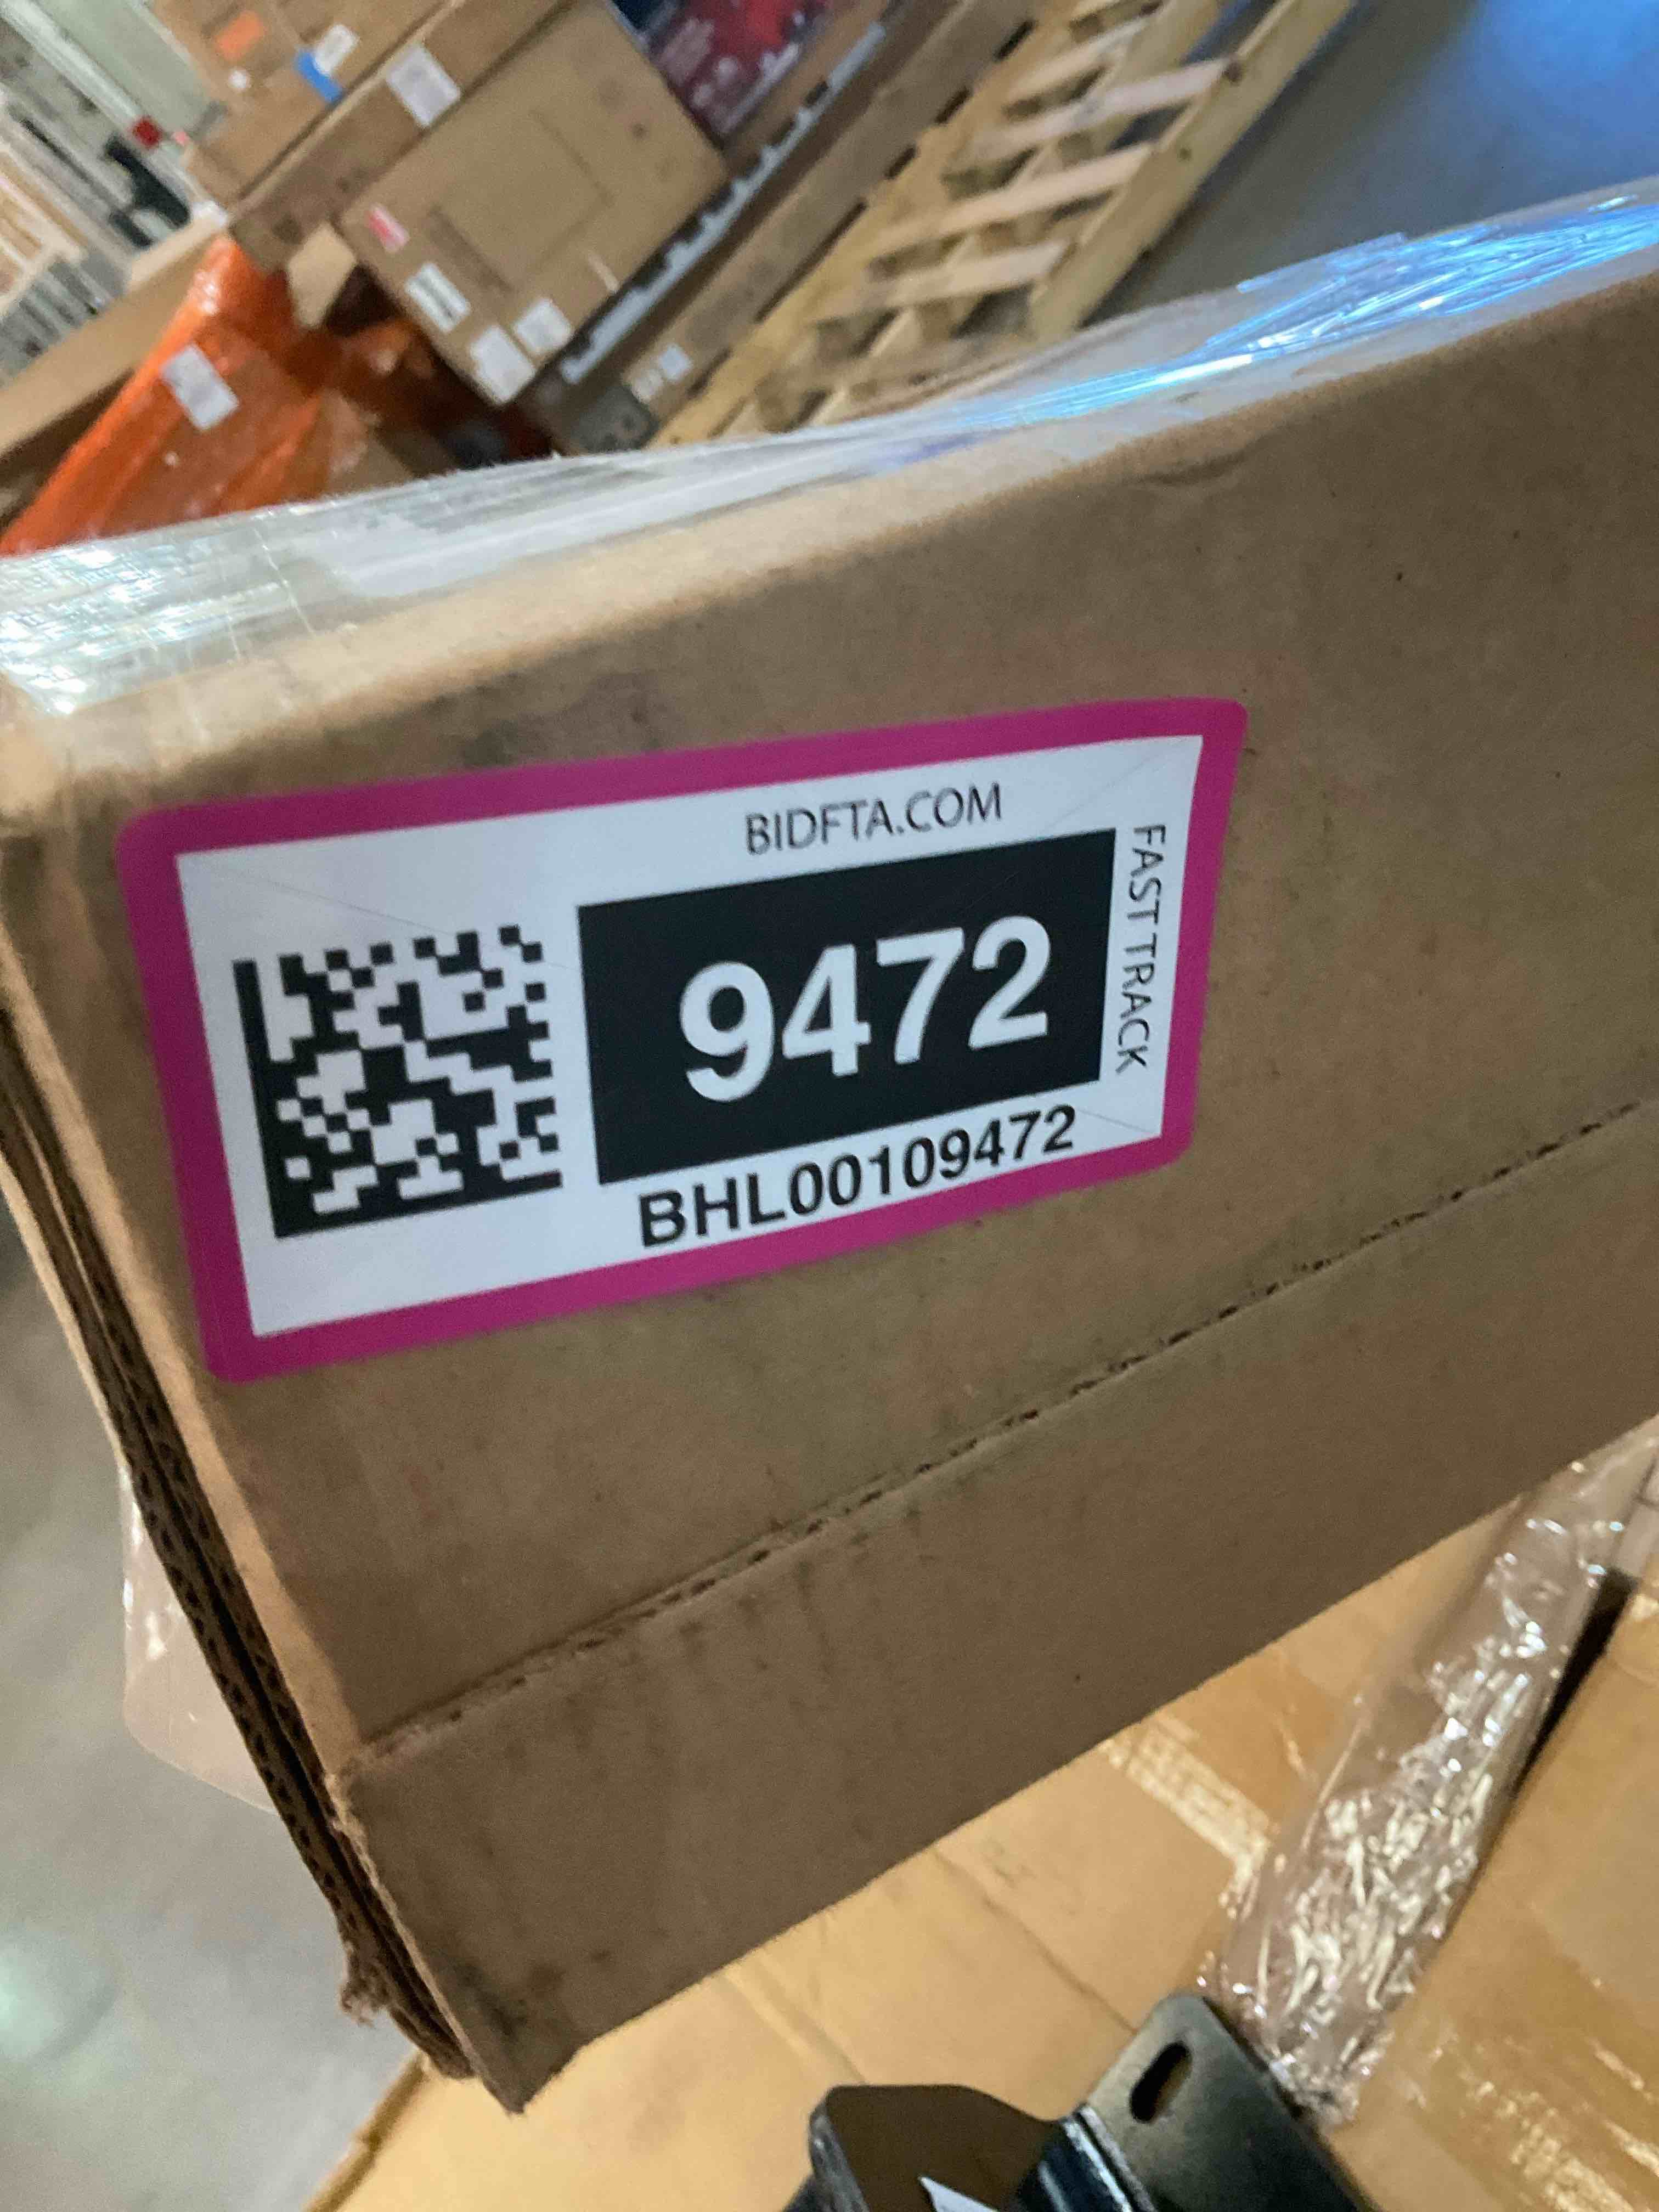 BIDFTA.COM
9472
FAST TRACK
BHL00109472